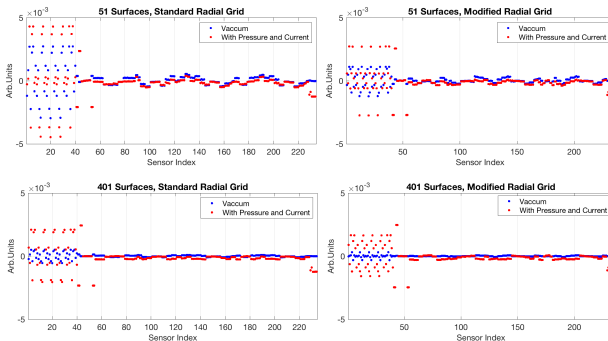 51 Surfaces, Standard Radial Grid
5 ×10⁻³
Vaccum
With Pressure and Current
Arb.Units
0
-5
20 40 60 80 100 120 140 160 180 200 220
Sensor Index
51 Surfaces, Modified Radial Grid
5 ×10⁻³
Vaccum
With Pressure and Current
Arb.Units
0
-5
50 100 150 200
Sensor Index
401 Surfaces, Standard Radial Grid
5 ×10⁻³
Vaccum
With Pressure and Current
Arb.Units
0
-5
20 40 60 80 100 120 140 160 180 200 220
Sensor Index
401 Surfaces, Modified Radial Grid
5 ×10⁻³
Vaccum
With Pressure and Current
Arb.Units
0
-5
50 100 150 200
Sensor Index